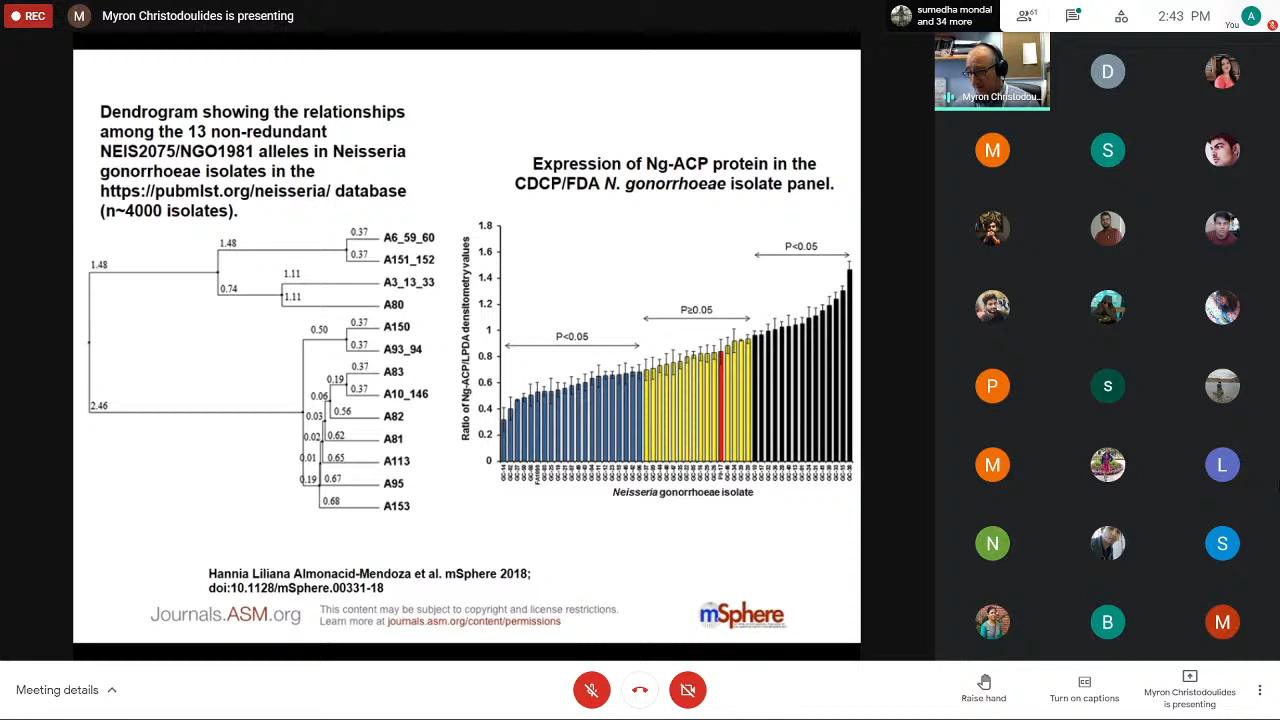 REC
M
Myron Christodoulides is presenting
sumedha mondal
and 34 more
61
2:43 PM
A
You
Dendrogram showing the relationships
among the 13 non-redundant
NEIS2075/NGO1981 alleles in Neisseria
gonorrhoeae isolates in the
https://pubmlst.org/neisseria/ database
(n~4000 isolates).
1.48
1.48
0.37
A6_59_60
0.37
A151_152
0.74
1.11
A3_13_33
1.11
A80
2.46
0.50
0.37
A150
0.37
A93_94
0.37
A83
0.19
0.37
A10_146
0.06
0.56
A82
0.03
0.62
A81
0.02
0.65
A113
0.01
0.67
A95
0.19
0.68
A153
Expression of Ng-ACP protein in the
CDCP/FDA N. gonorrhoeae isolate panel.
Ratio of Ng-ACP/LPDA densitometry values
1.8
1.6
1.4
1.2
1
0.8
0.6
0.4
0.2
0
P<0.05
P≥0.05
P<0.05
Neisseria gonorrhoeae isolate
Hannia Liliana Almonacid-Mendoza et al. mSphere 2018;
doi:10.1128/mSphere.00331-18
Journals.ASM.org
This content may be subject to copyright and license restrictions.
Learn more at journals.asm.org/content/permissions
mSphere
Myron Christodou...
D
M
S
P
s
M
L
N
S
B
M
Meeting details
Raise hand
Turn on captions
Myron Christodoulides
is presenting